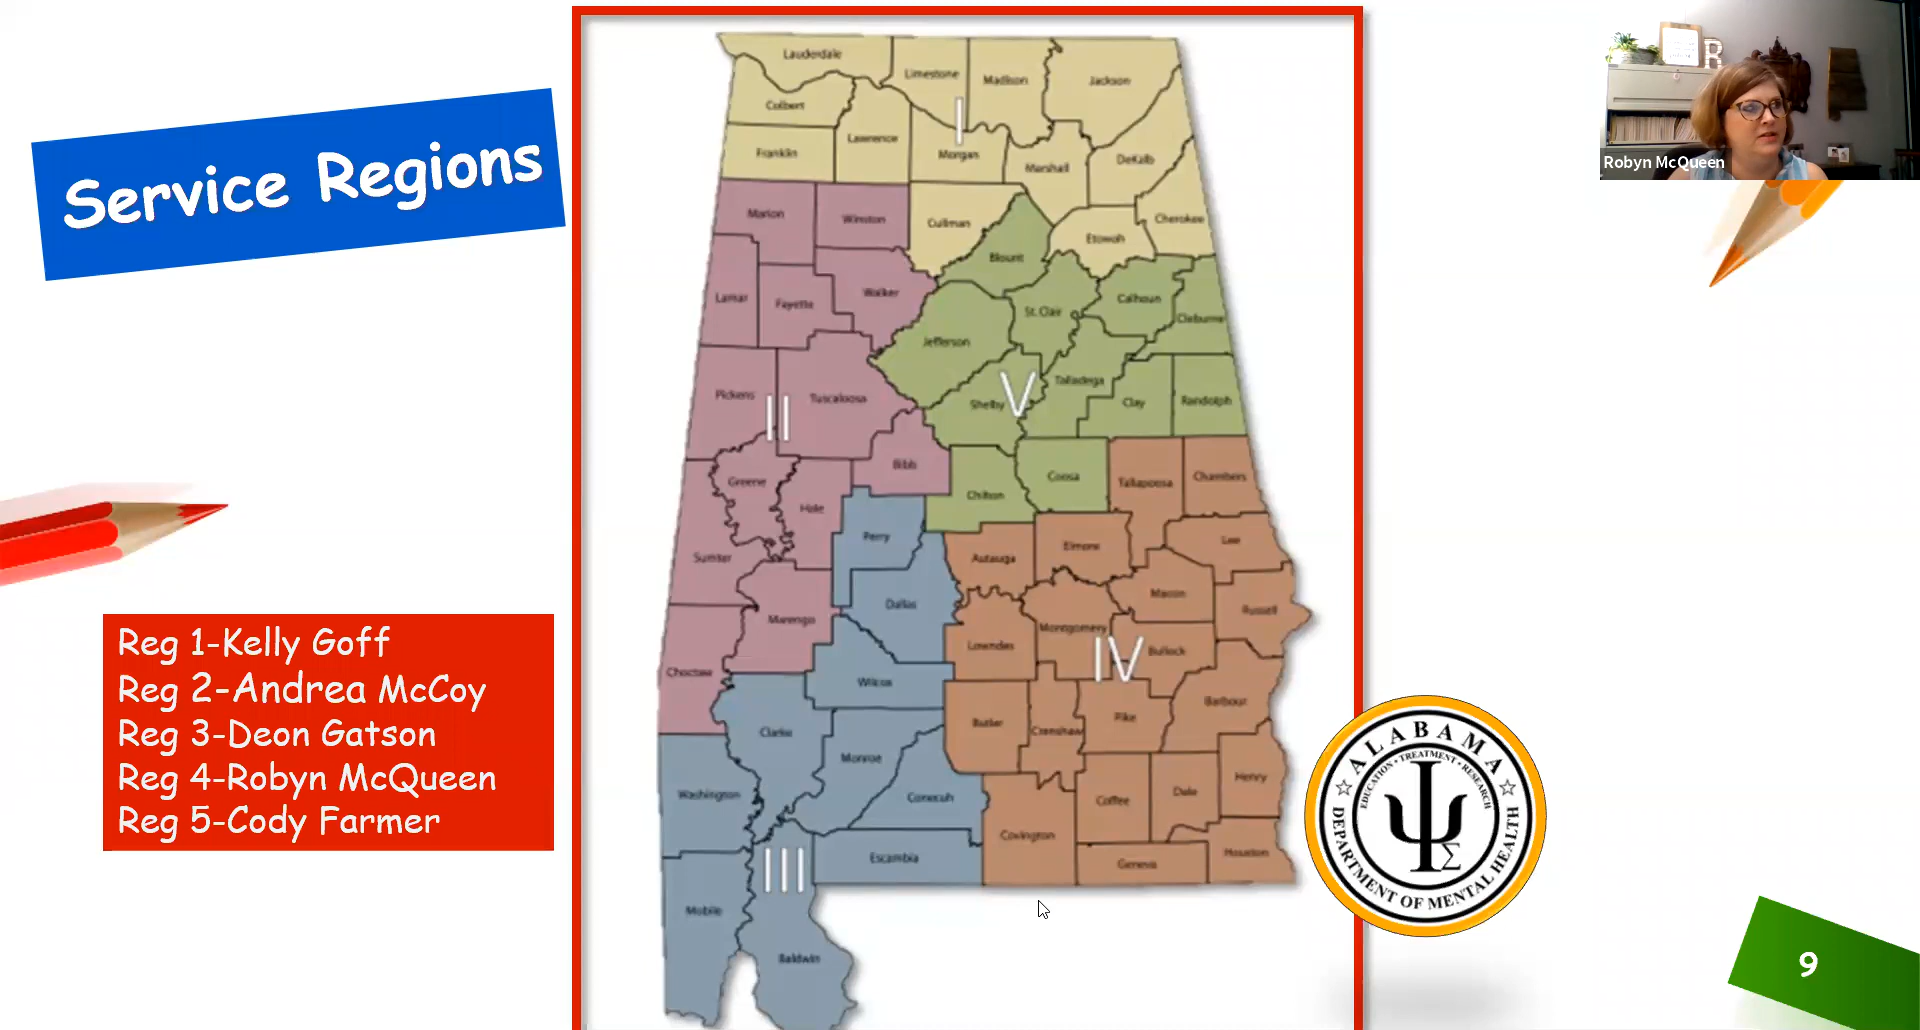 Service Regions
Reg 1-Kelly Goff
Reg 2-Andrea McCoy
Reg 3-Deon Gatson
Reg 4-Robyn McQueen
Reg 5-Cody Farmer
Lauderdale
Limestone
Madison
Jackson
Colbert
Lawrence
I
Franklin
Morgan
Marshall
DeKalb
Marion
Winston
Cullman
Etowah
Cherokee
Blount
Lamar
Fayette
Walker
St. Clair
Calhoun
Cleburne
Jefferson
Pickens
II
Tuscaloosa
Shelby
V
Talladega
Clay
Randolph
Bibb
Greene
Hale
Chilton
Coosa
Tallapoosa
Chambers
Perry
Sumter
Autauga
Elmore
Lee
Dallas
Macon
Russell
Marengo
Lowndes
Montgomery
IV
Bullock
Choctaw
Wilcox
Barbour
Clarke
Butler
Crenshaw
Pike
Monroe
Washington
Conecuh
Coffee
Dale
Henry
Covington
Escambia
III
Geneva
Houston
Mobile
Baldwin
ALABAMA
EDUCATION • TREATMENT • RESEARCH
ΨΣ
DEPARTMENT OF MENTAL HEALTH
R
Robyn McQueen
9